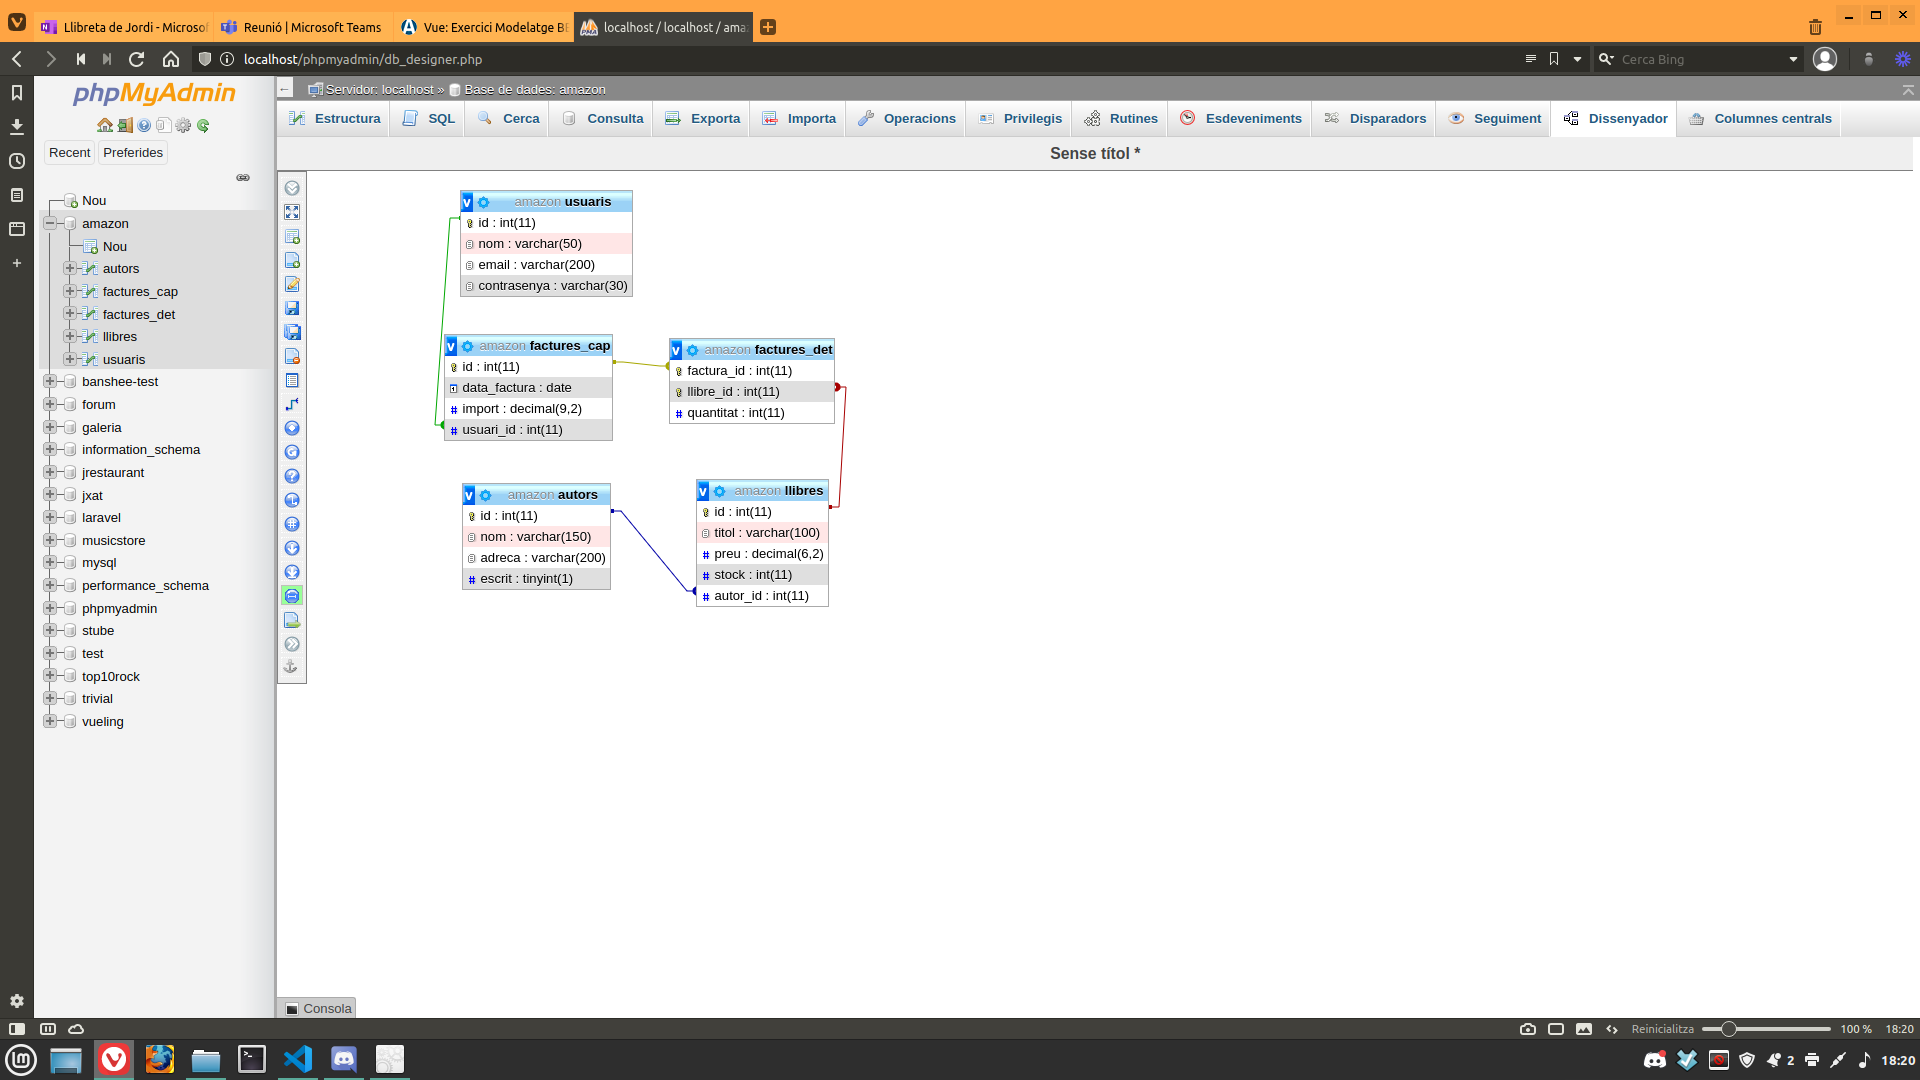 Llibreta de Jordi - Microsof
Reunió | Microsoft Teams
Vue: Exercici Modelatge BE
localhost / localhost / ama
localhost/phpmyadmin/db_designer.php
Cerca Bing
phpMyAdmin
Recent
Preferides
Nou
amazon
Nou
autors
factures_cap
factures_det
llibres
usuaris
banshee-test
forum
galeria
information_schema
jrestaurant
jxat
laravel
musicstore
mysql
performance_schema
phpmyadmin
stube
test
top10rock
trivial
vueling
Servidor: localhost » Base de dades: amazon
Estructura
SQL
Cerca
Consulta
Exporta
Importa
Operacions
Privilegis
Rutines
Esdeveniments
Disparadors
Seguiment
Dissenyador
Columnes centrals
Sense títol *
v amazon usuaris
id : int(11)
nom : varchar(50)
email : varchar(200)
contrasenya : varchar(30)
v amazon factures_cap
id : int(11)
data_factura : date
# import : decimal(9,2)
# usuari_id : int(11)
v amazon factures_det
factura_id : int(11)
llibre_id : int(11)
# quantitat : int(11)
v amazon autors
id : int(11)
nom : varchar(150)
adreca : varchar(200)
# escrit : tinyint(1)
v amazon llibres
id : int(11)
titol : varchar(100)
# preu : decimal(6,2)
# stock : int(11)
# autor_id : int(11)
Consola
Reinicialitza
100 %
18:20
2
18:20